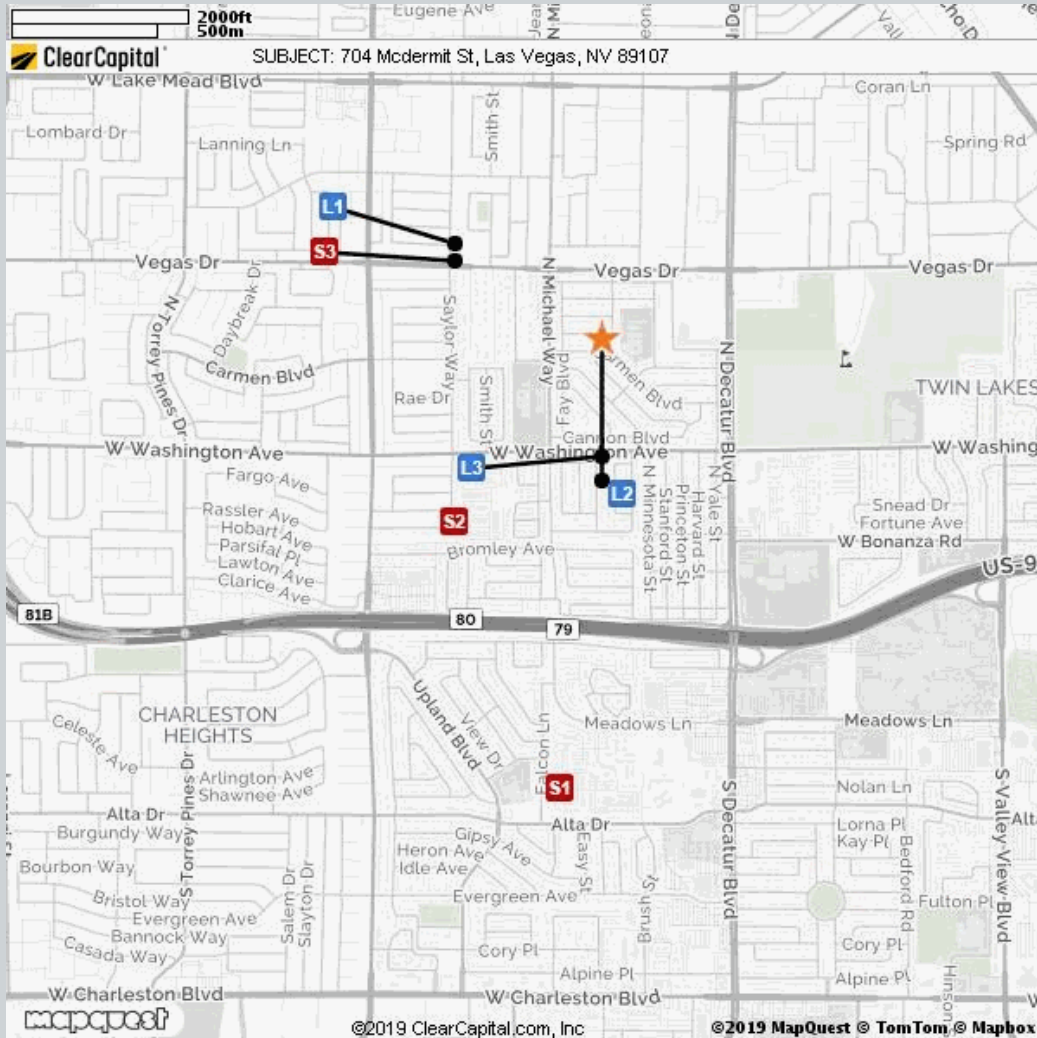 2000ft
500m
Eugene Ave
ClearCapital
SUBJECT: 704 Mcdermit St, Las Vegas, NV 89107
W Lake Mead Blvd
Coran Ln
Lombard Dr
Lanning Ln
Smith St
Spring Rd
L1
S3
Vegas Dr
Vegas Dr
Vegas Dr
N Torrey Pines Dr
Daybreak Dr
Saylor Way
N Michael Way
Fay Blvd
Carmen Blvd
N Decatur Blvd
Carmen Blvd
TWIN LAKES
Rae Dr
Smith St
Cannon Blvd
W Washington Ave
W Washington Ave
W Washing
L3
L2
Fargo Ave
N Minnesota St
Stanford St
Princeton St
Harvard St
N Yale St
Rassler Ave
Hobart Ave
Parsifal Pl
Lawton Ave
Clarice Ave
S2
Bromley Ave
Snead Dr
Fortune Ave
W Bonanza Rd
US-9
81B
80
79
CHARLESTON
HEIGHTS
Celeste Ave
Upland Blvd
View Dr
Falcon Ln
Meadows Ln
Meadows Ln
Arlington Ave
Shawnee Ave
S1
Nolan Ln
S Torrey Pines Dr
S Decatur Blvd
S Valley View Blvd
Alta Dr
Burgundy Way
Alta Dr
Lorna Pl
Kay Pl
Alta
Gipsy Ave
Heron Ave
Idle Ave
Easy St
Bedford Rd
Bourbon Way
Bristol Way
Evergreen Ave
Bannock Way
Casada Way
Salem Dr
Slayton Dr
Evergreen Ave
Brush St
Fulton Pl
Cory Pl
Cory Pl
Alpine Pl
Alpine Pl
Hinson
W Charleston Blvd
W Charleston Blvd
mapquest
©2019 ClearCapital.com, Inc
©2019 MapQuest © TomTom © Mapbox